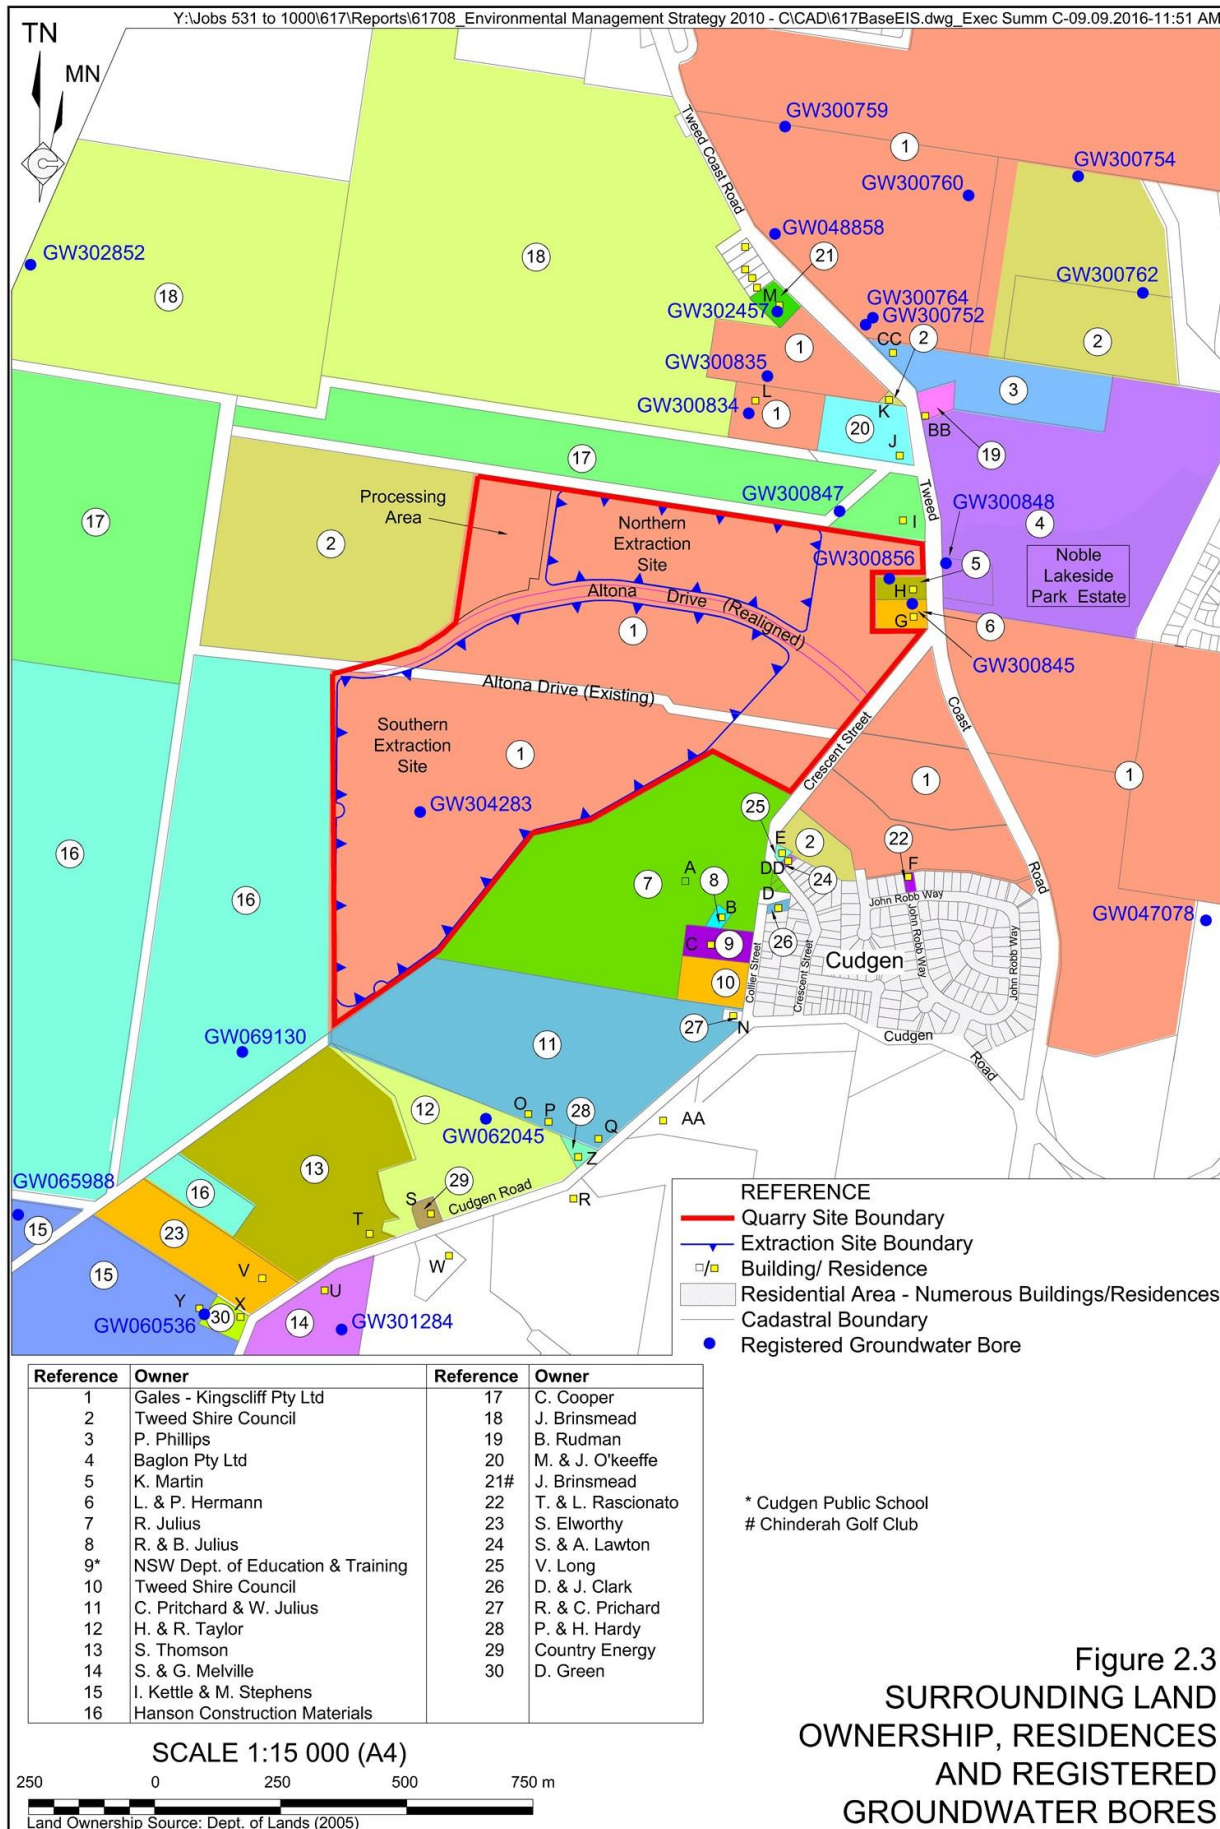 Y:\Jobs 531 to 1000\617\Reports\61708_Environmental Management Strategy 2010 - C\CAD\617BaseEIS.dwg_Exec Summ C-09.09.2016-11:51 AM
TN
MN
GW300759
1
GW300754
GW300760
Tweed Coast Road
GW048858
GW302852
18
18
21
GW300762
M
GW302457
GW300764
GW300752
CC
2
2
1
GW300835
L
3
GW300834
1
K
20
J
BB
19
17
Processing
Area
GW300847
Tweed
GW300848
17
2
Northern
Extraction
Site
I
4
GW300856
5
Noble
Lakeside
Park Estate
H
Altona Drive (Realigned)
1
G
6
GW300845
Altona Drive (Existing)
Coast
Southern
Extraction
Site
1
Crescent Street
1
1
GW304283
25
E
2
22
F
16
7
A
DD
24
John Robb Way
Road
16
8
D
B
GW047078
C
9
26
John Robb Way
John Robb Way
Cudgen
10
Collier Street
Crescent Street
27
N
Cudgen
Road
GW069130
11
12
O
P
28
AA
GW062045
Q
13
Z
GW065988
16
29
S
Cudgen Road
R
15
23
T
W
15
V
U
Y
X
30
GW060536
14
GW301284
REFERENCE
Quarry Site Boundary
Extraction Site Boundary
/ Building/ Residence
Residential Area - Numerous Buildings/Residences
Cadastral Boundary
Registered Groundwater Bore
Reference Owner Reference Owner
1 Gales - Kingscliff Pty Ltd 17 C. Cooper
2 Tweed Shire Council 18 J. Brinsmead
3 P. Phillips 19 B. Rudman
4 Baglon Pty Ltd 20 M. & J. O'keeffe
5 K. Martin 21# J. Brinsmead
6 L. & P. Hermann 22 T. & L. Rascionato
7 R. Julius 23 S. Elworthy
8 R. & B. Julius 24 S. & A. Lawton
9* NSW Dept. of Education & Training 25 V. Long
10 Tweed Shire Council 26 D. & J. Clark
11 C. Pritchard & W. Julius 27 R. & C. Prichard
12 H. & R. Taylor 28 P. & H. Hardy
13 S. Thomson 29 Country Energy
14 S. & G. Melville 30 D. Green
15 I. Kettle & M. Stephens
16 Hanson Construction Materials
* Cudgen Public School
# Chinderah Golf Club
SCALE 1:15 000 (A4)
250 0 250 500 750 m
Land Ownership Source: Dept. of Lands (2005)
Figure 2.3
SURROUNDING LAND
OWNERSHIP, RESIDENCES
AND REGISTERED
GROUNDWATER BORES